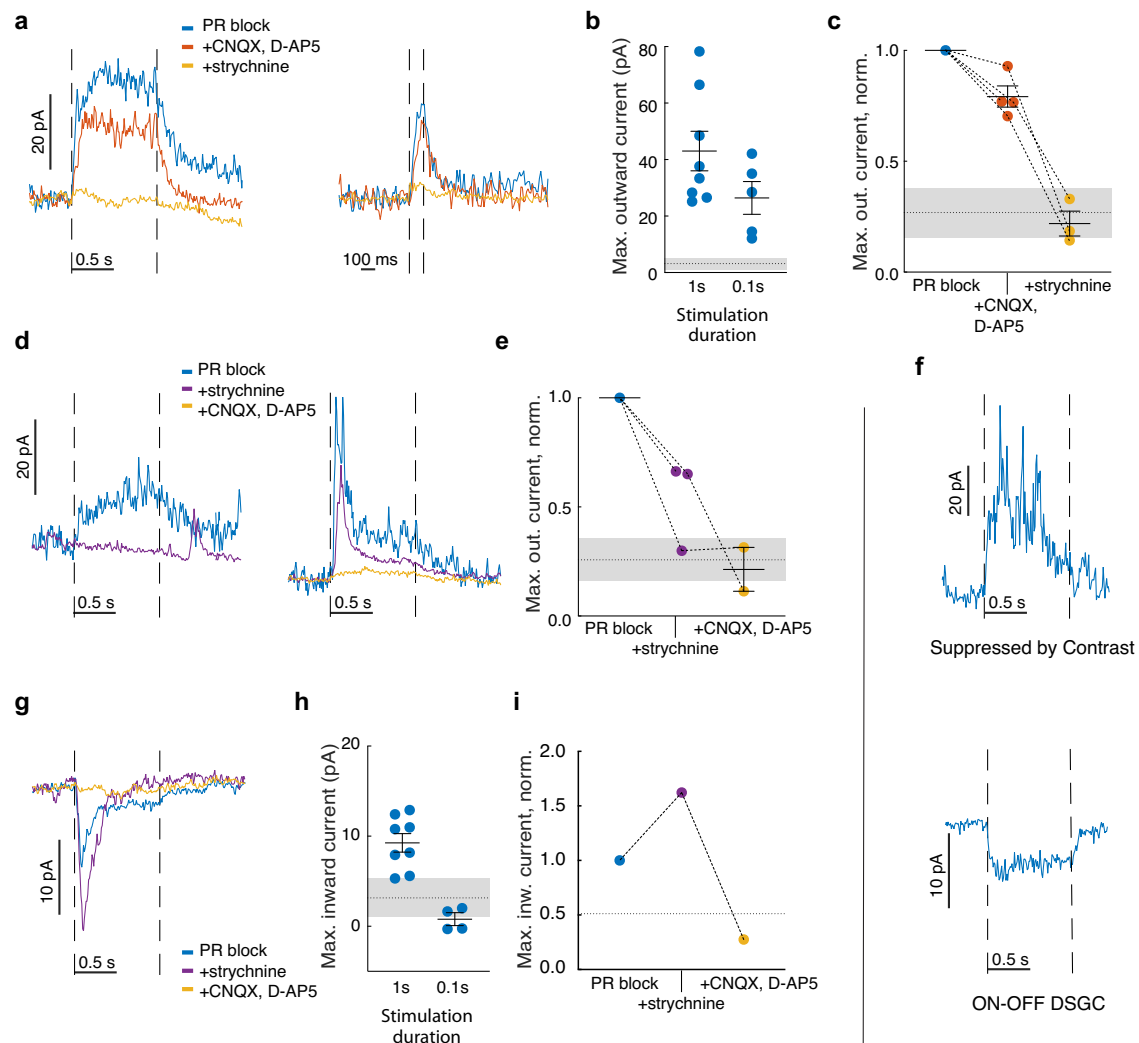 a
PR block
+CNQX, D-AP5
+strychnine
20 pA
0.5 s
100 ms
b
Max. outward current (pA)
80
60
40
20
0
1s 0.1s
Stimulation
duration
c
Max. out. current, norm.
1.0
0.5
0.0
PR block
+CNQX,
D-AP5
+strychnine
d
PR block
+strychnine
+CNQX, D-AP5
20 pA
0.5 s
0.5 s
e
Max. out. current, norm.
1.0
0.5
0.0
PR block
+strychnine
+CNQX, D-AP5
f
20 pA
0.5 s
Suppressed by Contrast
10 pA
0.5 s
ON-OFF DSGC
g
10 pA
0.5 s
PR block
+strychnine
+CNQX, D-AP5
h
Max. inward current (pA)
20
10
0
1s 0.1s
Stimulation
duration
i
Max. inw. current, norm.
2.0
1.5
1.0
0.5
0.0
PR block
+strychnine
+CNQX, D-AP5